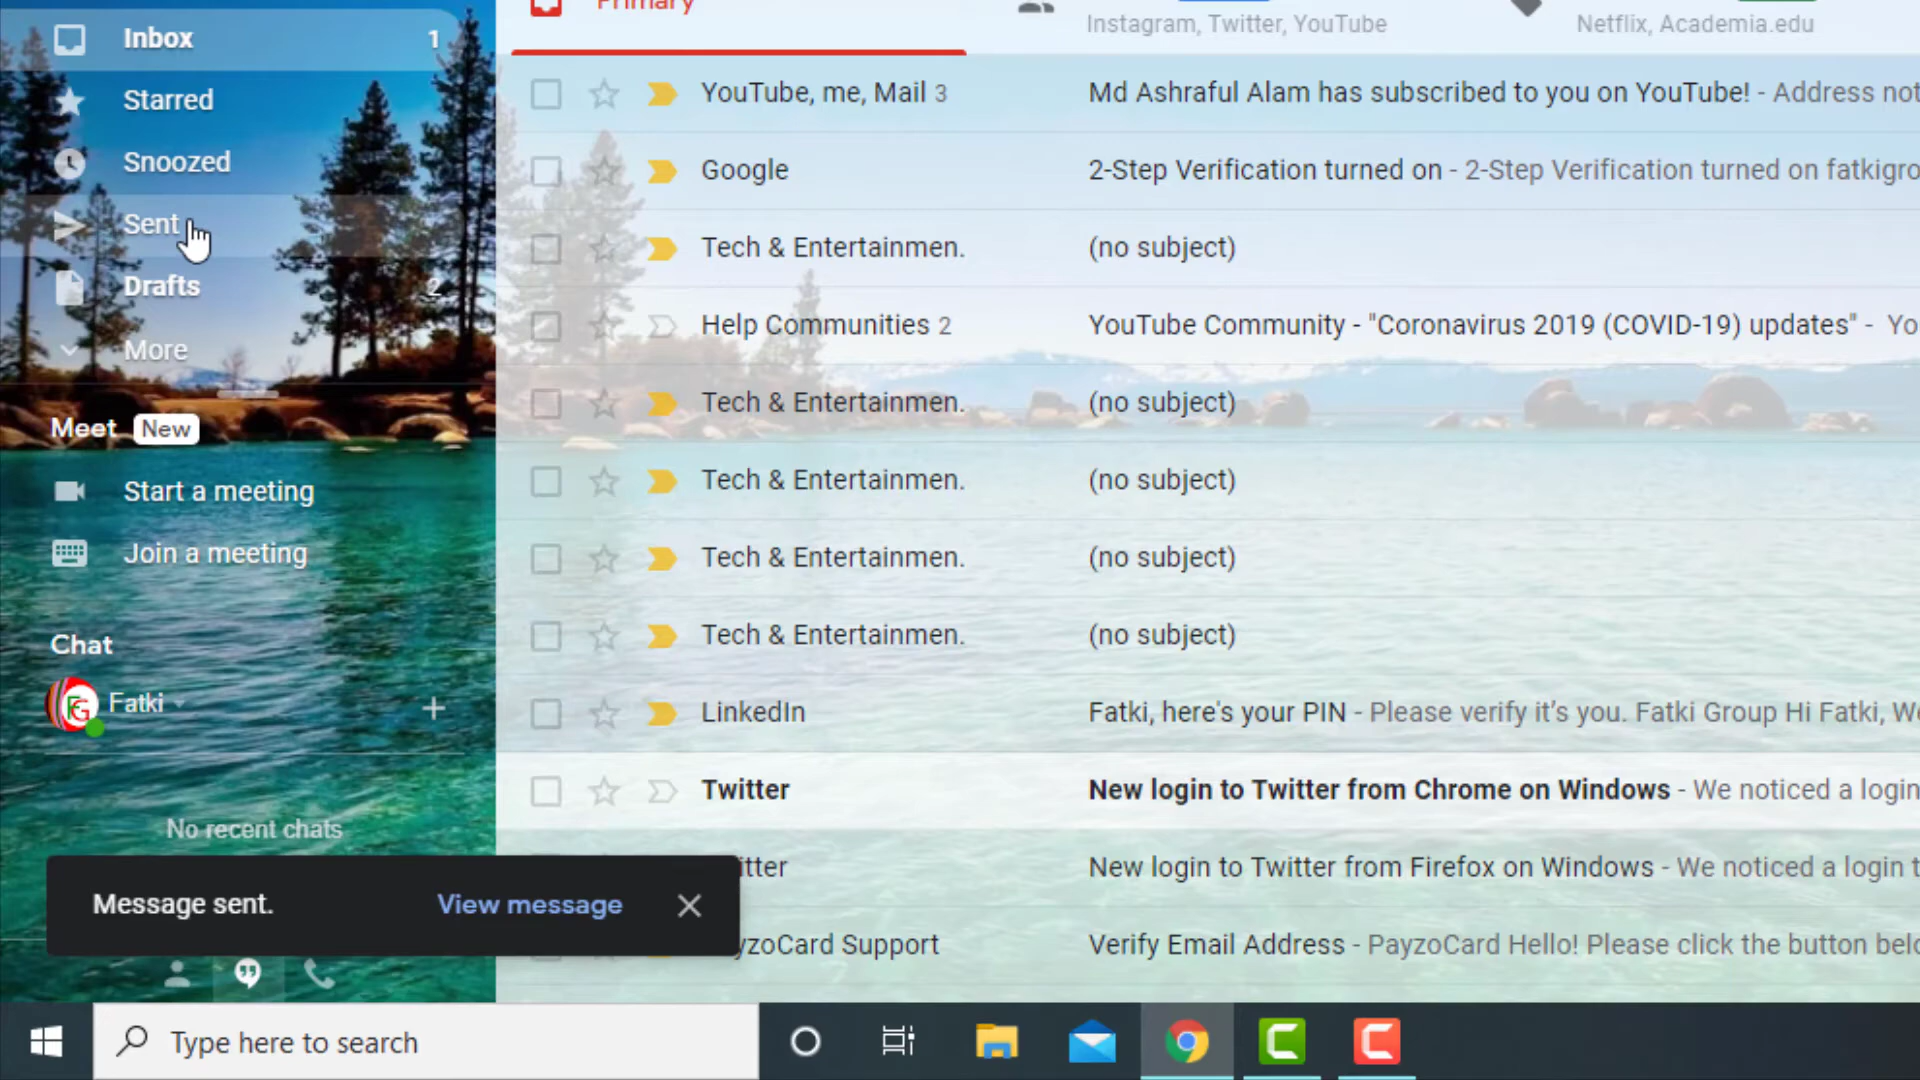 Inbox 1
Starred
Snoozed
Sent
Drafts 2
More
Meet New
Start a meeting
Join a meeting
Chat
Fatki
No recent chats
Message sent. View message
Primary
Instagram, Twitter, YouTube
Netflix, Academia.edu
YouTube, me, Mail 3 Md Ashraful Alam has subscribed to you on YouTube! - Address not
Google 2-Step Verification turned on - 2-Step Verification turned on fatkigro
Tech & Entertainmen. (no subject)
Help Communities 2 YouTube Community - "Coronavirus 2019 (COVID-19) updates" - Yo
Tech & Entertainmen. (no subject)
Tech & Entertainmen. (no subject)
Tech & Entertainmen. (no subject)
Tech & Entertainmen. (no subject)
LinkedIn Fatki, here's your PIN - Please verify it’s you. Fatki Group Hi Fatki, We
Twitter New login to Twitter from Chrome on Windows - We noticed a login
itter New login to Twitter from Firefox on Windows - We noticed a login t
yzoCard Support Verify Email Address - PayzoCard Hello! Please click the button belo
Type here to search